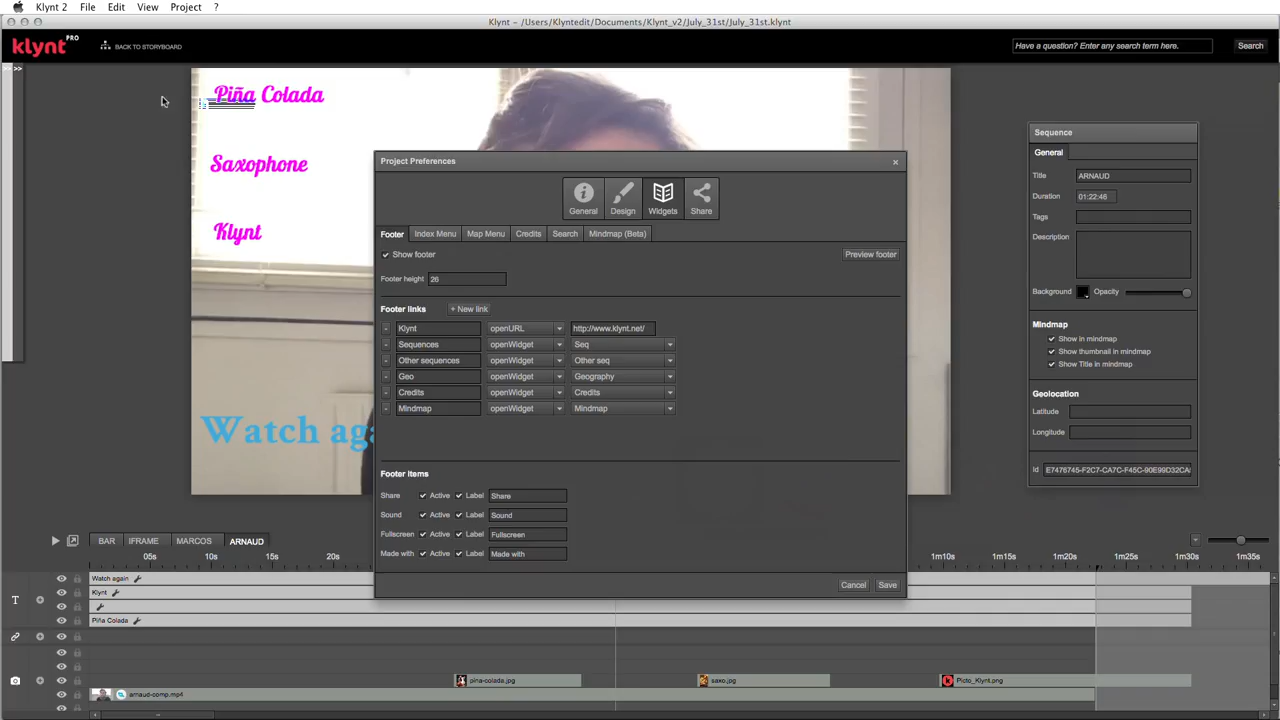 Klynt 2 File Edit View Project ?
Klynt - /Users/Klyntedit/Documents/Klynt_v2/July_31st/July_31st.klynt
klynt PRO BACK TO STORYBOARD Have a question? Enter any search term here. Search
>> >>
Piña Colada
Saxophone
Klynt
Watch aga
Project Preferences x
General Design Widgets Share
Footer Index Menu Map Menu Credits Search Mindmap (Beta)
Show footer Preview footer
Footer height 26
Footer links + New link
- Klynt openURL http://www.klynt.net/
- Sequences openWidget Seq
- Other sequences openWidget Other seq
- Geo openWidget Geography
- Credits openWidget Credits
- Mindmap openWidget Mindmap
Footer items
Share Active Label Share
Sound Active Label Sound
Fullscreen Active Label Fullscreen
Made with Active Label Made with
Cancel Save
Sequence
General
Title ARNAUD
Duration 01:22:46
Tags
Description
Background Opacity
Mindmap
Show in mindmap
Show thumbnail in mindmap
Show Title in mindmap
Geolocation
Latitude
Longitude
id E7476745-F2C7-CA7C-F45C-90E99D32CA
BAR IFRAME MARCOS ARNAUD
05s 10s 15s 20s 1m10s 1m15s 1m20s 1m25s 1m30s 1m35s
Watch again
Klynt
T
Piña Colada
pina-colada.jpg saxo.jpg Picto_Klynt.png
arnaud-comp.mp4